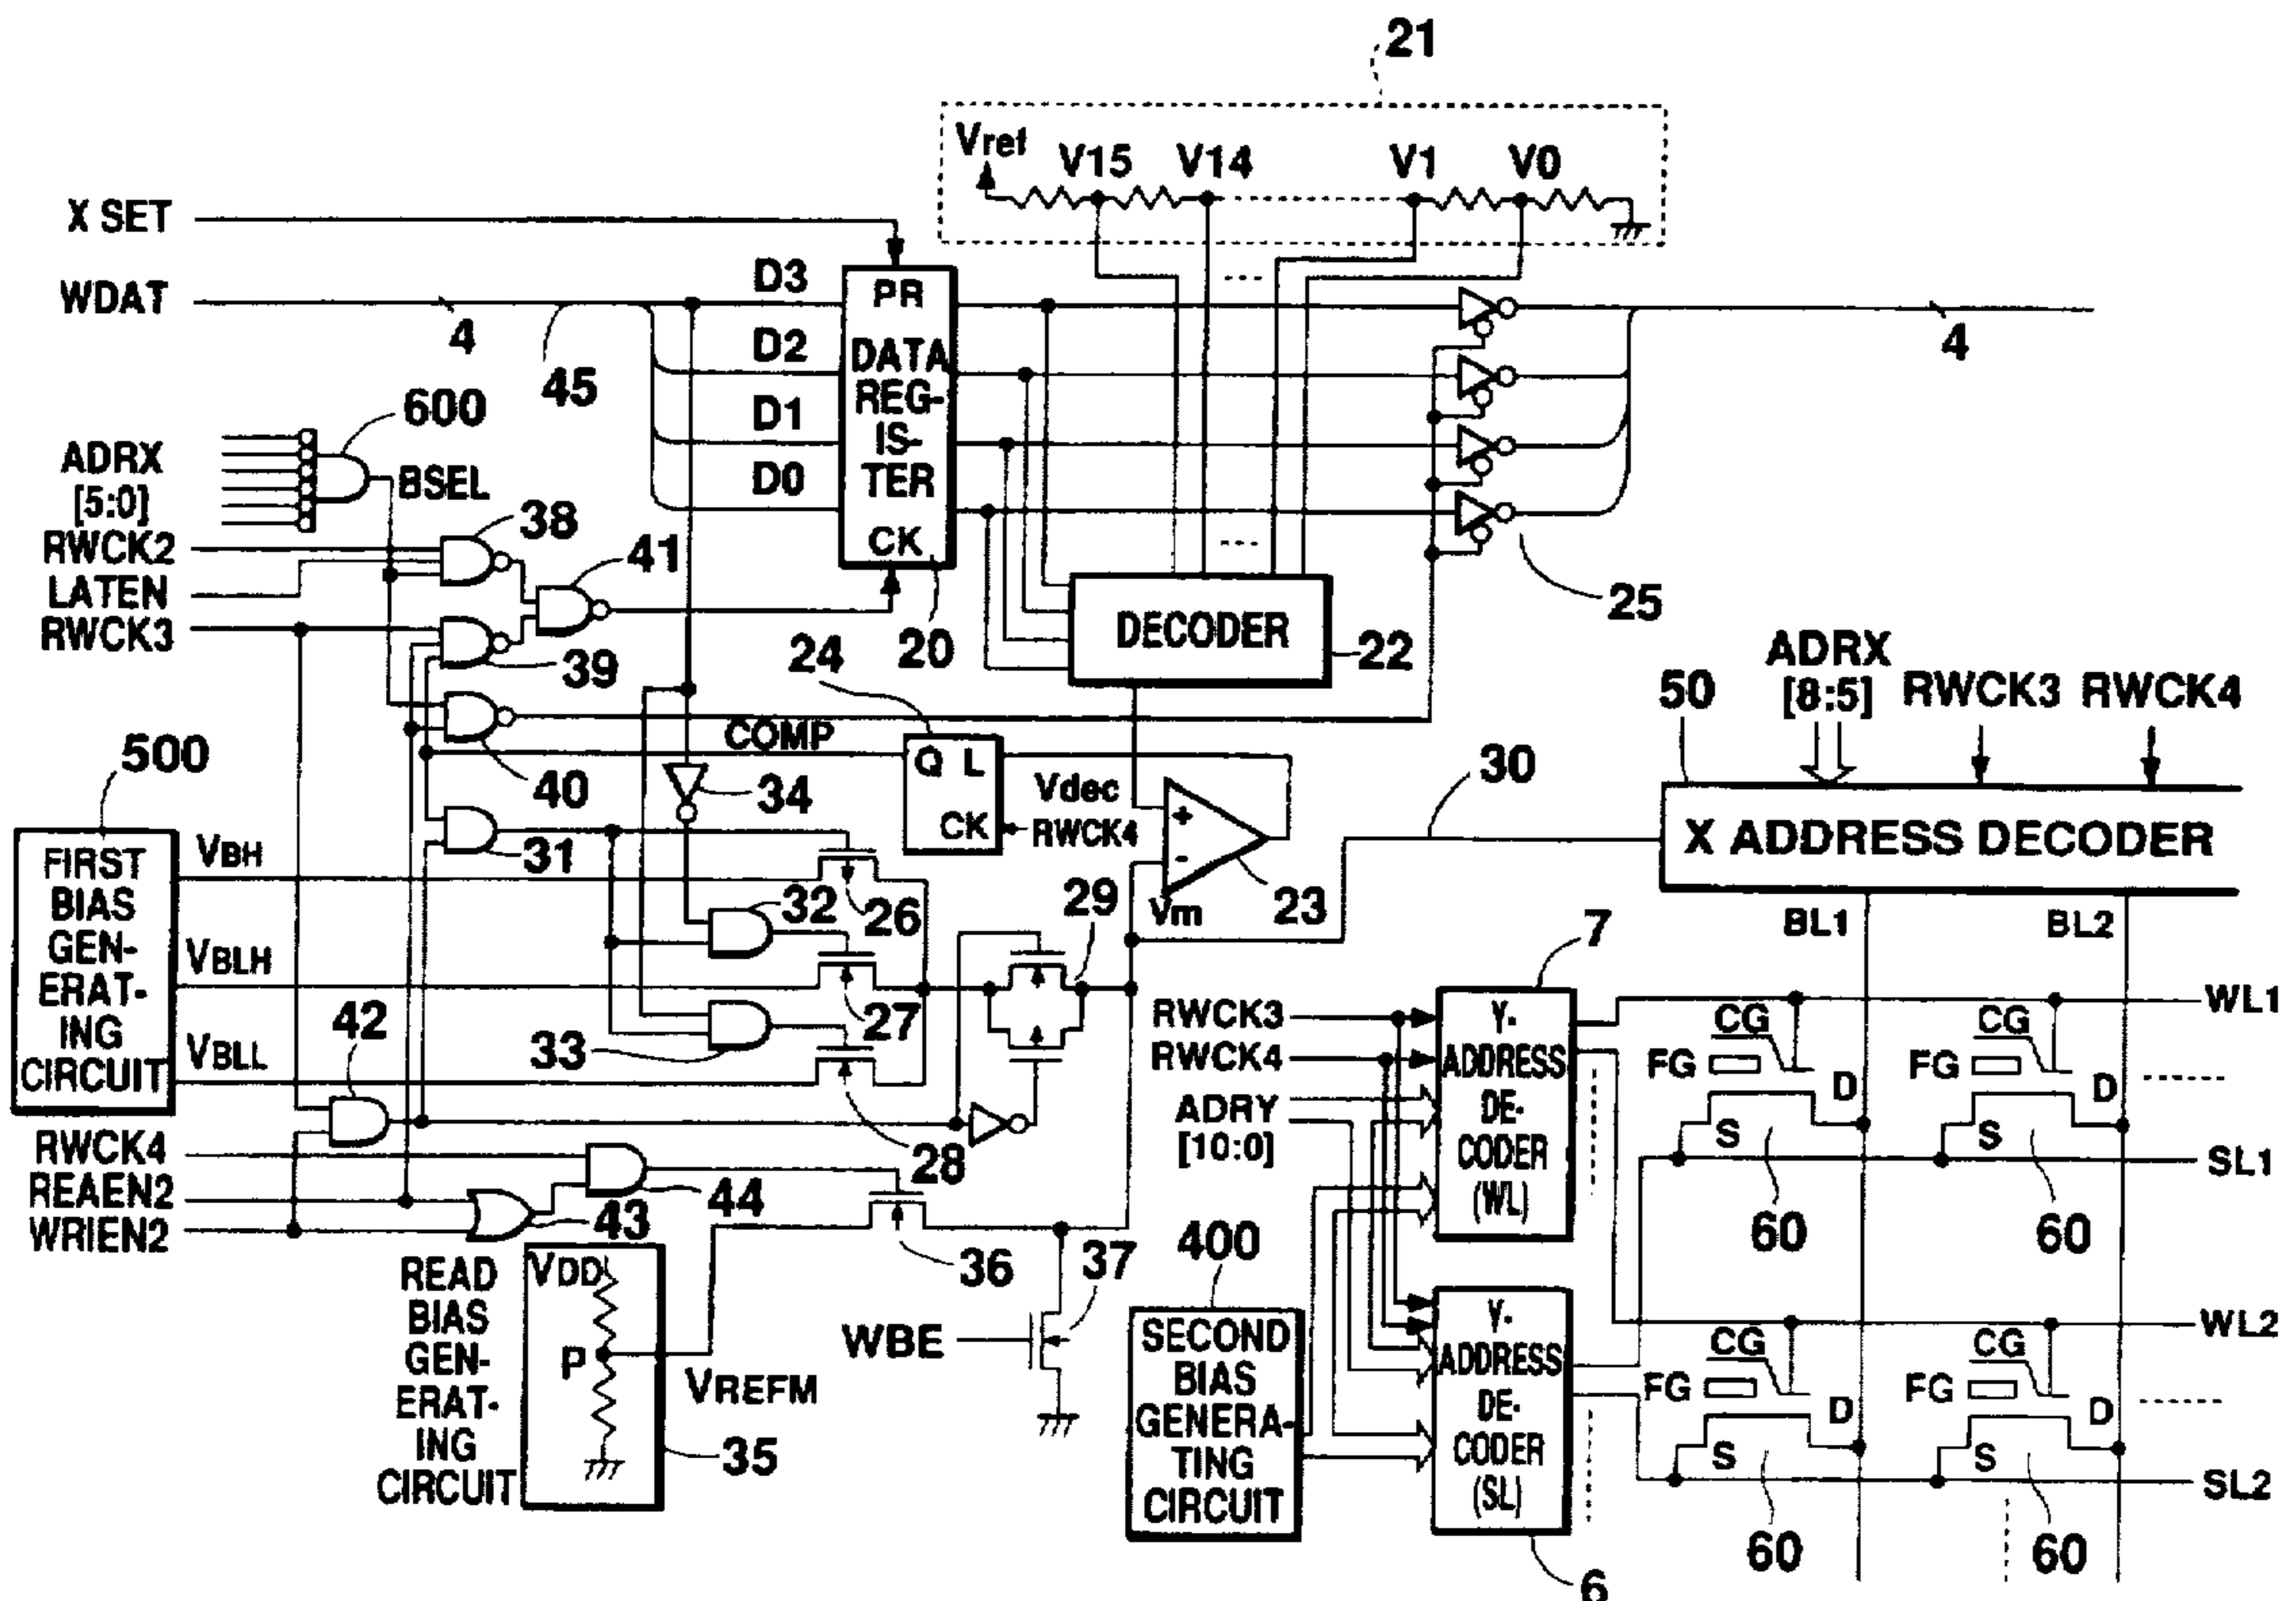 21
Vref
V15
V14
V1
V0
X SET
WDAT
4
45
D3
D2
D1
D0
PR
DATA
REG-
IS-
TER
CK
20
4
25
600
ADRX
[5:0]
BSEL
RWCK2
LATEN
RWCK3
38
41
39
40
DECODER
22
24
COMP
Q L
CK
Vdec
RWCK4
34
+
-
23
Vm
30
50
ADRX
[8:5]
RWCK3
RWCK4
X ADDRESS DECODER
BL1
BL2
500
FIRST
BIAS
GEN-
ERAT-
ING
CIRCUIT
VBH
VBLH
VBLL
31
32
26
27
33
28
29
42
RWCK4
REAEN2
WRIEN2
43
44
36
37
WBE
READ
BIAS
GEN-
ERAT-
ING
CIRCUIT
VDD
P
VREFM
35
RWCK3
RWCK4
ADRY
[10:0]
7
Y-
ADDRESS
DE-
CODER
(WL)
400
SECOND
BIAS
GENERA-
TING
CIRCUIT
Y-
ADDRESS
DE-
CODER
(SL)
6
CG
FG
D
S
60
CG
FG
D
S
60
WL1
SL1
CG
FG
D
S
60
CG
FG
D
S
60
WL2
SL2